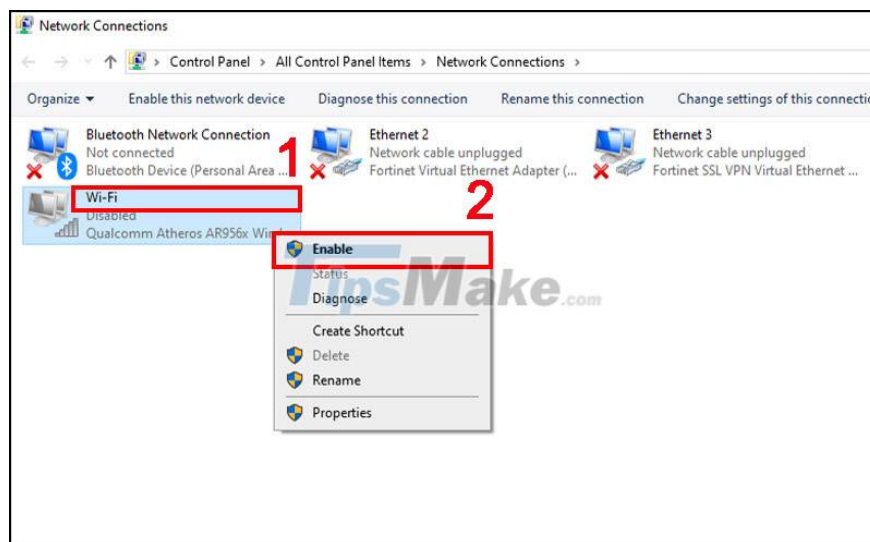 Network Connections
Control Panel > All Control Panel Items > Network Connections >
Organize Enable this network device Diagnose this connection Rename this connection Change settings of this connectio
Bluetooth Network Connection
Not connected
Bluetooth Device (Personal Area ...
Ethernet 2
Network cable unplugged
Fortinet Virtual Ethernet Adapter (...
Ethernet 3
Network cable unplugged
Fortinet SSL VPN Virtual Ethernet ...
1
Wi-Fi
Disabled
Qualcomm Atheros AR956x
2
Enable
Status
Diagnose
Create Shortcut
Delete
Rename
Properties
TipsMake.com